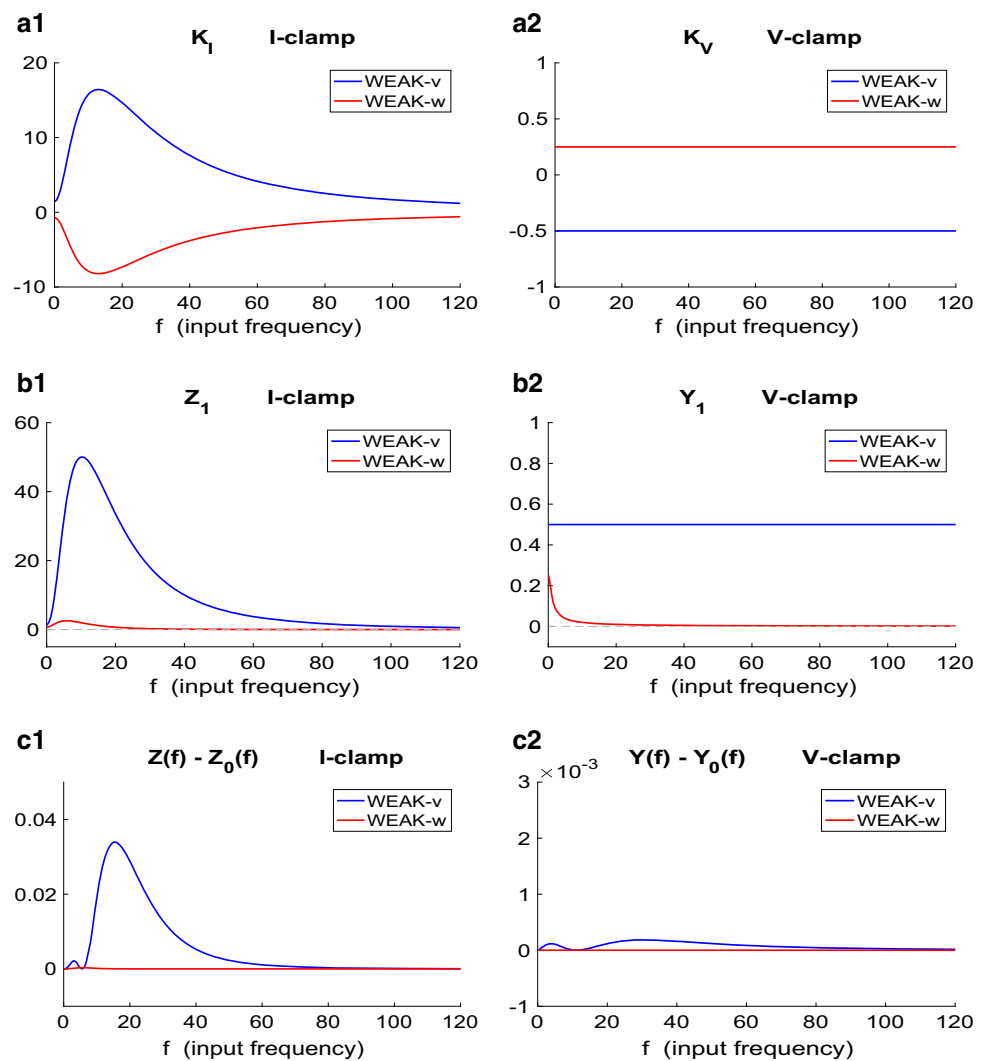 a1
K_I I-clamp
20
10
0
-10
WEAK-v
WEAK-w
0 20 40 60 80 100 120
f (input frequency)
a2
K_V V-clamp
1
0.5
0
-0.5
-1
WEAK-v
WEAK-w
0 20 40 60 80 100 120
f (input frequency)
b1
Z_1 I-clamp
60
40
20
0
WEAK-v
WEAK-w
0 20 40 60 80 100 120
f (input frequency)
b2
Y_1 V-clamp
1
0.8
0.6
0.4
0.2
0
WEAK-v
WEAK-w
0 20 40 60 80 100 120
f (input frequency)
c1
Z(f) - Z_0(f) I-clamp
0.04
0.02
0
WEAK-v
WEAK-w
0 20 40 60 80 100 120
f (input frequency)
c2
Y(f) - Y_0(f) V-clamp
×10^-3
3
2
1
0
-1
WEAK-v
WEAK-w
0 20 40 60 80 100 120
f (input frequency)